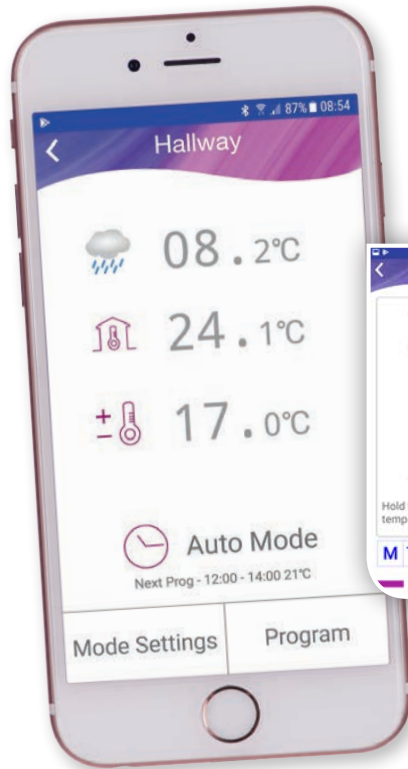 87% 08:54
Hallway
08.2°C
24.1°C
17.0°C
Auto Mode
Next Prog - 12:00 - 14:00 21°C
Mode Settings
Program
Hold
temp
M